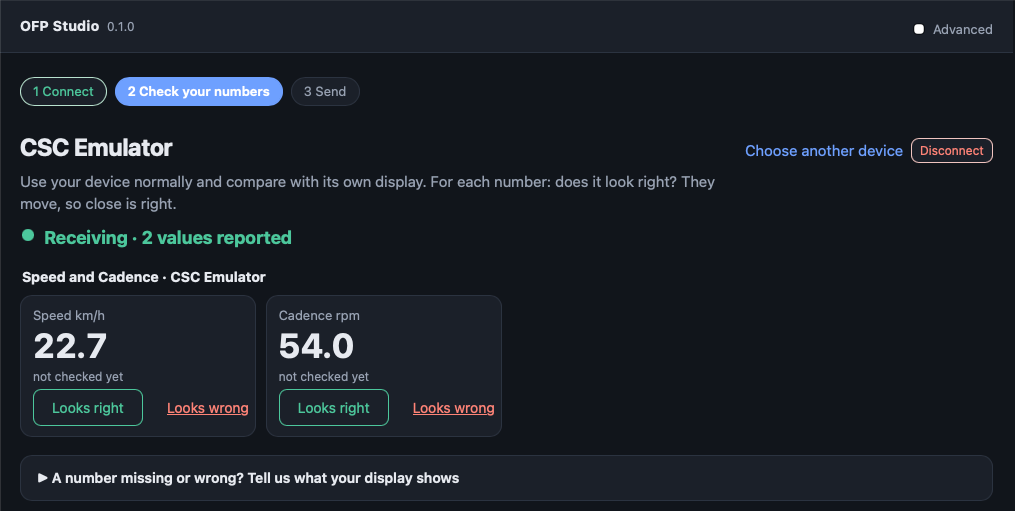 OFP Studio 0.1.0
Advanced
1 Connect
2 Check your numbers
3 Send
CSC Emulator
Choose another device
Disconnect
Use your device normally and compare with its own display. For each number: does it look right? They
move, so close is right.
Receiving · 2 values reported
Speed and Cadence · CSC Emulator
Speed km/h
22.7
not checked yet
Looks right
Looks wrong
Cadence rpm
54.0
not checked yet
Looks right
Looks wrong
A number missing or wrong? Tell us what your display shows